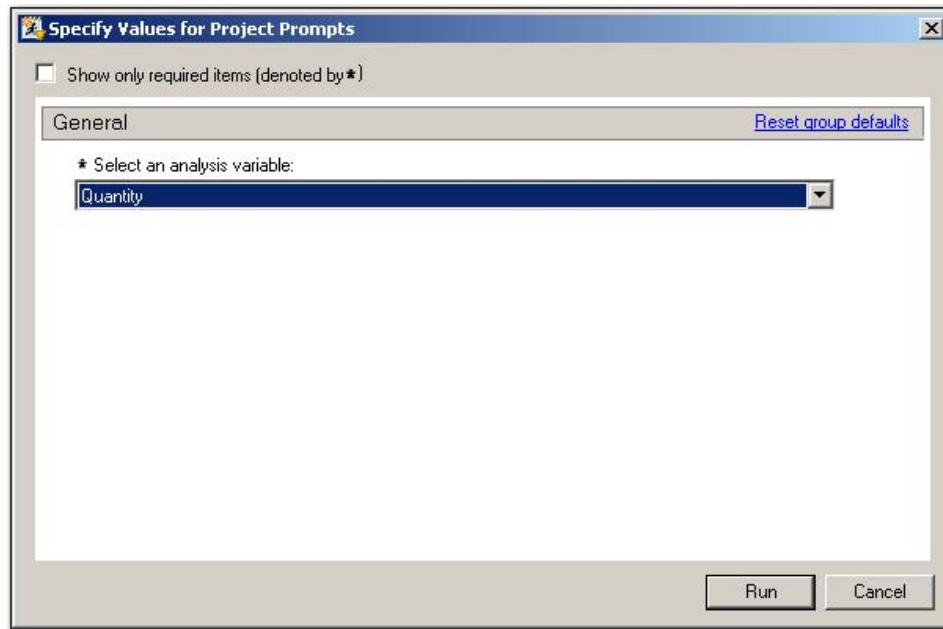 Specify Values for Project Prompts
Show only required items (denoted by*)
General Reset group defaults
* Select an analysis variable:
Quantity
Run Cancel